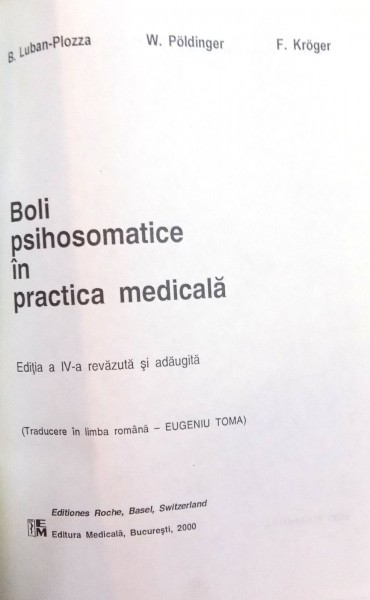 B. Luban-Plozza W. Pöldinger F. Kröger
Boli
psihosomatice
în
practica medicală
Ediția a IV-a revăzută și adăugită
(Traducere în limba română – EUGENIU TOMA)
Editiones Roche, Basel, Switzerland
EM Editura Medicală, București, 2000